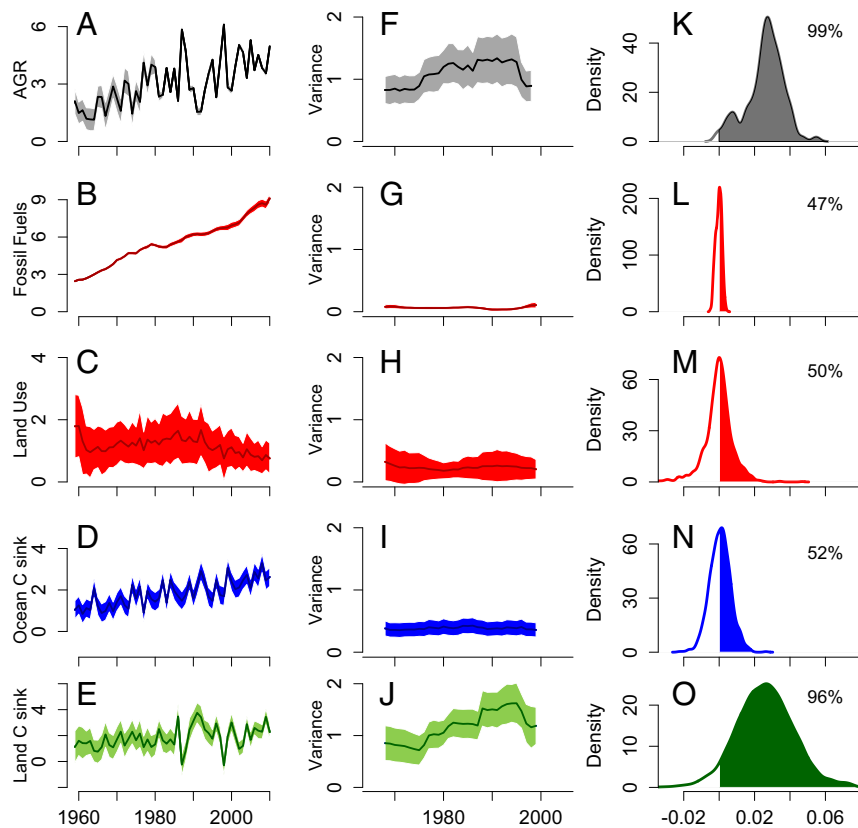 A
AGR
0
3
6
F
Variance
0
1
2
K
99%
Density
0
20
40
B
Fossil Fuels
0
3
6
9
G
Variance
0
1
2
L
47%
Density
0
100
200
C
Land Use
0
2
4
H
Variance
0
1
2
M
50%
Density
0
30
60
D
Ocean C sink
0
2
4
I
Variance
0
1
2
N
52%
Density
0
30
60
E
Land C sink
0
2
4
J
Variance
0
1
2
O
96%
Density
0
10
20
1960 1980 2000
1980 2000
-0.02 0.02 0.06